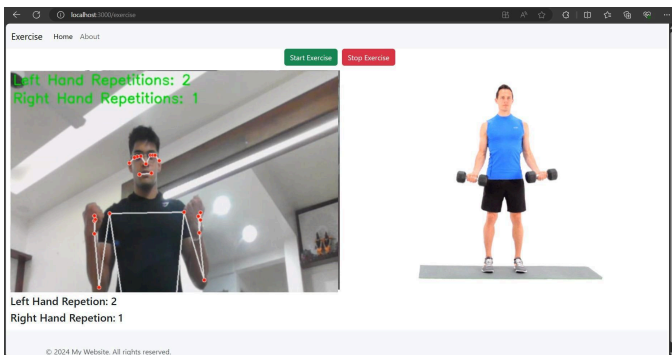 localhost:3000/exercise
Exercise Home About
Start Exercise Stop Exercise
Left Hand Repetitions: 2
Right Hand Repetitions: 1
Left Hand Repetion: 2
Right Hand Repetion: 1
© 2024 My Website. All rights reserved.